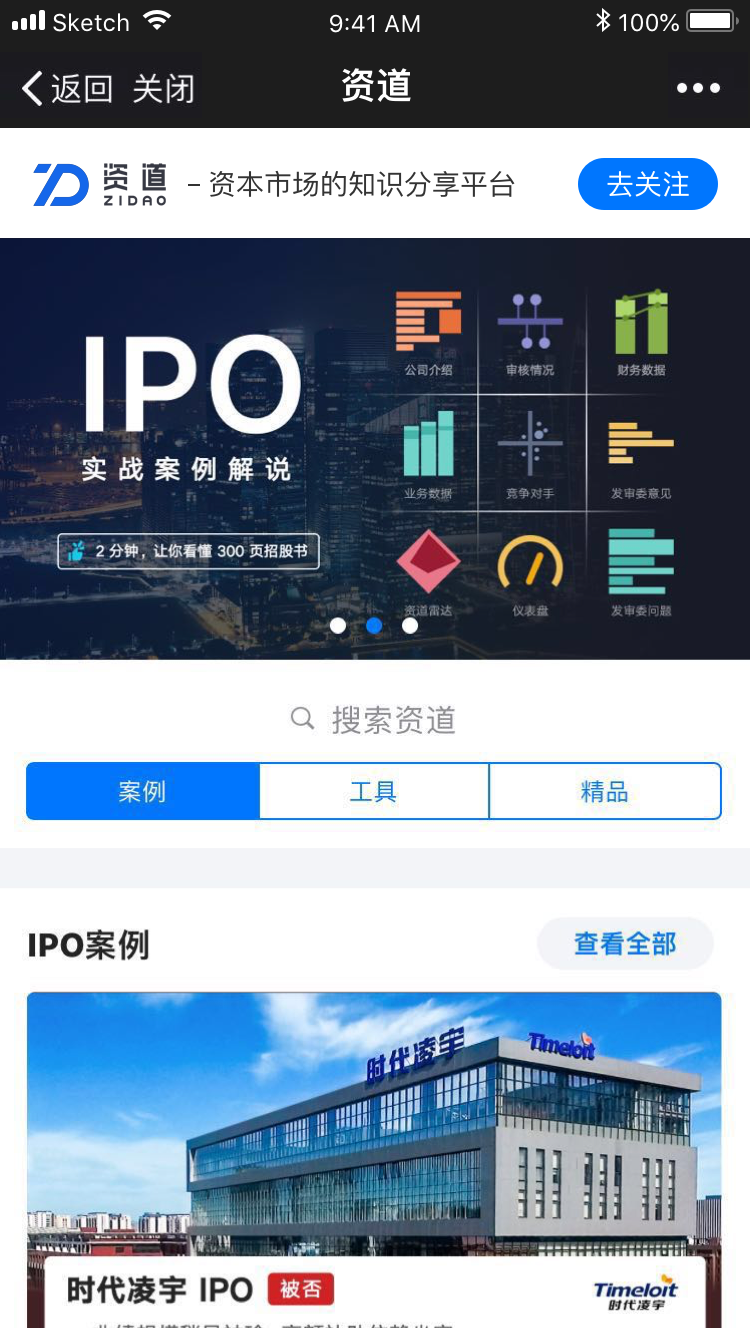 Sketch 9:41 AM 100%
返回 关闭 资道
资道 ZIDAO – 资本市场的知识分享平台 去关注
IPO
实战案例解说
2 分钟，让你看懂 300 页招股书
公司介绍 审核情况 财务数据
业务数据 竞争对手 发审委意见
资道雷达 仪表盘 发审委问题
搜索资道
案例 工具 精品
IPO案例 查看全部
时代凌宇 Timeloit
时代凌宇 IPO 被否 Timeloit
时代凌宇